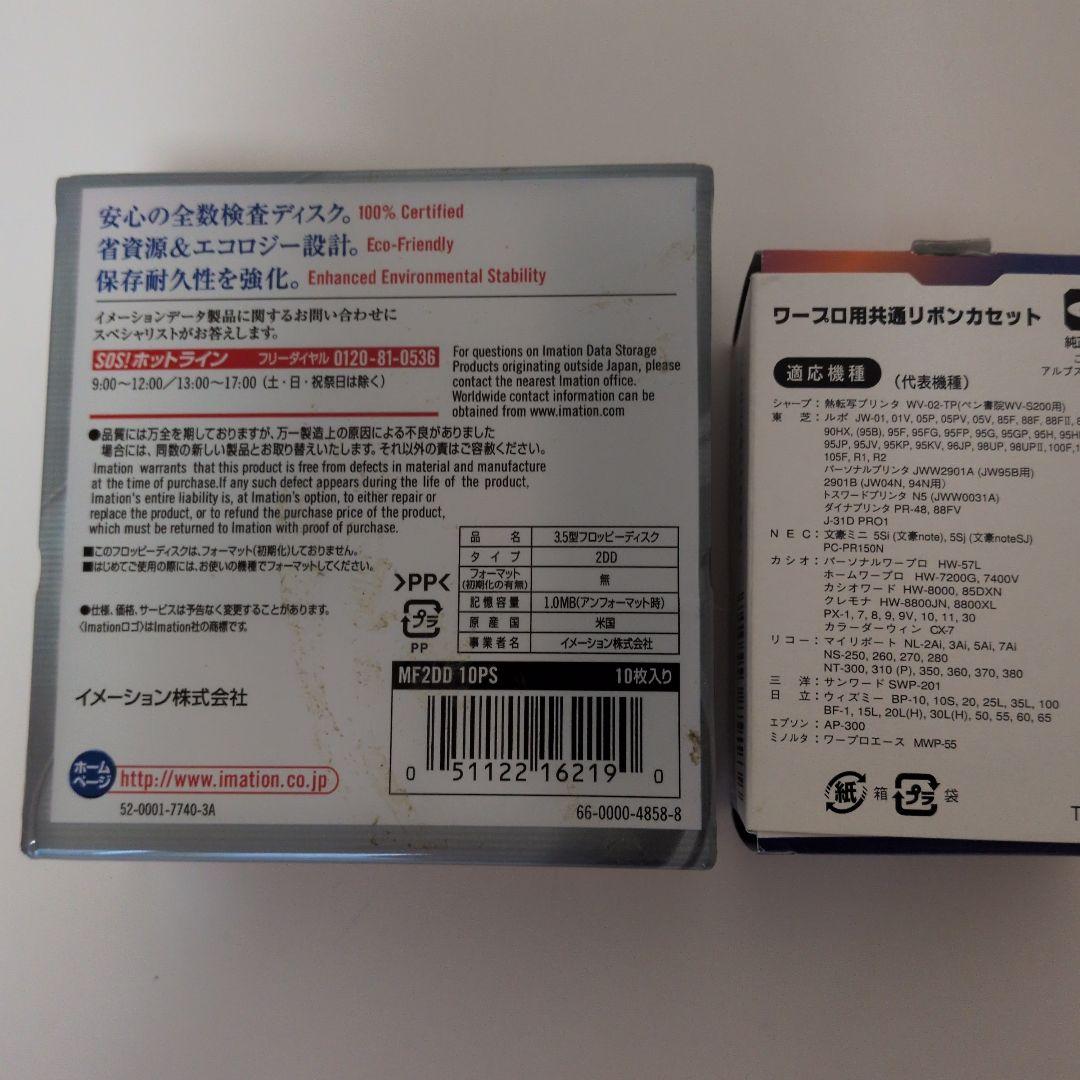 安心の全数検査ディスク。100% Certified
省資源&エコロジー設計。Eco-Friendly
保存耐久性を強化。Enhanced Environmental Stability
イメーションデータ製品に関するお問い合わせに
スペシャリストがお答えします。
SOS!ホットライン フリーダイヤル 0120-81-0536
9:00〜12:00/13:00〜17:00(土・日・祝祭日は除く)
For questions on Imation Data Storage
Products originating outside Japan, please
contact the nearest Imation office.
Worldwide contact information can be
obtained from www.imation.com
●品質には万全を期しておりますが、万一製造上の原因による不良がありました
場合には、同数の新しい製品とお取り替えいたします。それ以外の責はご容赦ください。
Imation warrants that this product is free from defects in material and manufacture
at the time of purchase.If any such defect appears during the life of the product,
Imation's entire liability is, at Imation's option, to either repair or
replace the product, or to refund the purchase price of the product,
which must be returned to Imation with proof of purchase.
■このフロッピーディスクは、フォーマット(初期化)しておりません。
■はじめてご使用の際には、お使いの機種でフォーマットしてください。
●仕様、価格、サービスは予告なく変更することがあります。
〈Imationロゴ〉はImation社の商標です。
>PP<
プラ
PP
品名 3.5型フロッピーディスク
タイプ 2DD
フォーマット(初期化の有無) 無
記憶容量 1.0MB(アンフォーマット時)
原産国 米国
事業者名 イメーション株式会社
イメーション株式会社
MF2DD 10PS 10枚入り
0 51122 16219 0
ホームページ http://www.imation.co.jp
52-0001-7740-3A
66-0000-4858-8
ワープロ用共通リボンカセット
純正
アルプス
適応機種 (代表機種)
シャープ:熱転写プリンタ WV-02-TP(ペン書院WV-S200用)
東芝:ルポ JW-01, 01V, 05P, 05PV, 05V, 85F, 88F, 88FⅡ,
90HX, (95B), 95F, 95FG, 95FP, 95G, 95GP, 95H,
95JP, 95JV, 95KP, 95KV, 96JP, 98UP, 98UPⅡ, 100F,
105F, R1, R2
パーソナルプリンタ JWW2901A (JW95B用)
2901B (JW04N, 94N用)
トスワードプリンタ N5 (JWW0031A)
ダイナプリンタ PR-48, 88FV
J-31D PRO1
NEC:文豪ミニ 5Si (文豪note), 5Sj (文豪noteSJ)
PC-PR150N
カシオ:パーソナルワープロ HW-57L
ホームワープロ HW-7200G, 7400V
カシオワード HW-8000, 85DXN
クレモナ HW-8800JN, 8800XL
PX-1, 7, 8, 9, 9V, 10, 11, 30
カラーダーウィン CX-7
リコー:マイリポート NL-2Ai, 3Ai, 5Ai, 7Ai
NS-250, 260, 270, 280
NT-300, 310 (P), 350, 360, 370, 380
三洋:サンワード SWP-201
日立:ウィズミー BP-10, 10S, 20, 25L, 35L, 100
BF-1, 15L, 20L(H), 30L(H), 50, 55, 60, 65
エプソン:AP-300
ミノルタ:ワープロエース MWP-55
紙 箱 プラ 袋